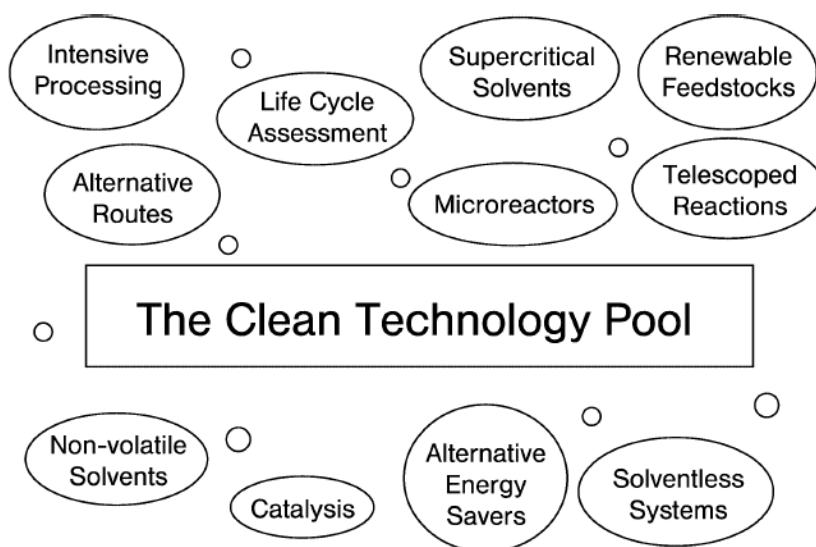 Intensive
Processing
Life Cycle
Assessment
Supercritical
Solvents
Renewable
Feedstocks
Alternative
Routes
Microreactors
Telescoped
Reactions
The Clean Technology Pool
Non-volatile
Solvents
Catalysis
Alternative
Energy
Savers
Solventless
Systems